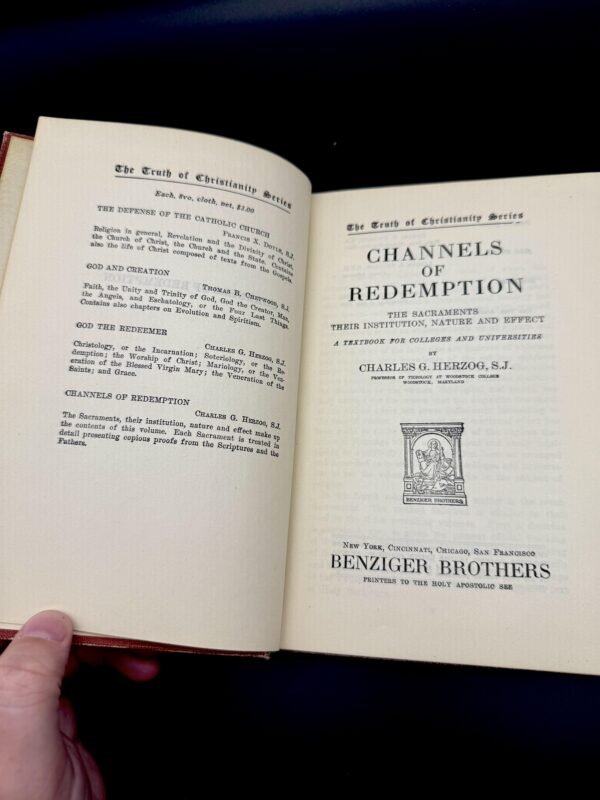 The Truth of Christianity Series
Each, 8vo, cloth, net, $3.00
THE DEFENSE OF THE CATHOLIC CHURCH
FRANCIS X. DOYLE, S.J.
Religion in general, Revelation and the Divinity of Christ,
the Church of Christ, the Church and the State. Contains
also the life of Christ composed of texts from the Gospels.
GOD AND CREATION
THOMAS B. CHETWOOD, S.J.
Faith, the Unity and Trinity of God, God the Creator, Man,
the Angels, and Eschatology, or the Four Last Things.
Contains also chapters on Evolution and Spiritism.
GOD THE REDEEMER
CHARLES G. HERZOG, S.J.
Christology, or the Incarnation; Soteriology, or the Re-
demption; the Worship of Christ; Mariology, or the Ven-
eration of the Blessed Virgin Mary; the Veneration of the
Saints; and Grace.
CHANNELS OF REDEMPTION
CHARLES G. HERZOG, S.J.
The Sacraments, their institution, nature and effect make up
the contents of this volume. Each Sacrament is treated in
detail presenting copious proofs from the Scriptures and the
Fathers.
The Truth of Christianity Series
CHANNELS
OF
REDEMPTION
THE SACRAMENTS
THEIR INSTITUTION, NATURE AND EFFECT
A TEXTBOOK FOR COLLEGES AND UNIVERSITIES
BY
CHARLES G. HERZOG, S.J.
PROFESSOR OF THEOLOGY AT WOODSTOCK COLLEGE
WOODSTOCK, MARYLAND
BENZIGER BROTHERS
NEW YORK, CINCINNATI, CHICAGO, SAN FRANCISCO
BENZIGER BROTHERS
PRINTERS TO THE HOLY APOSTOLIC SEE